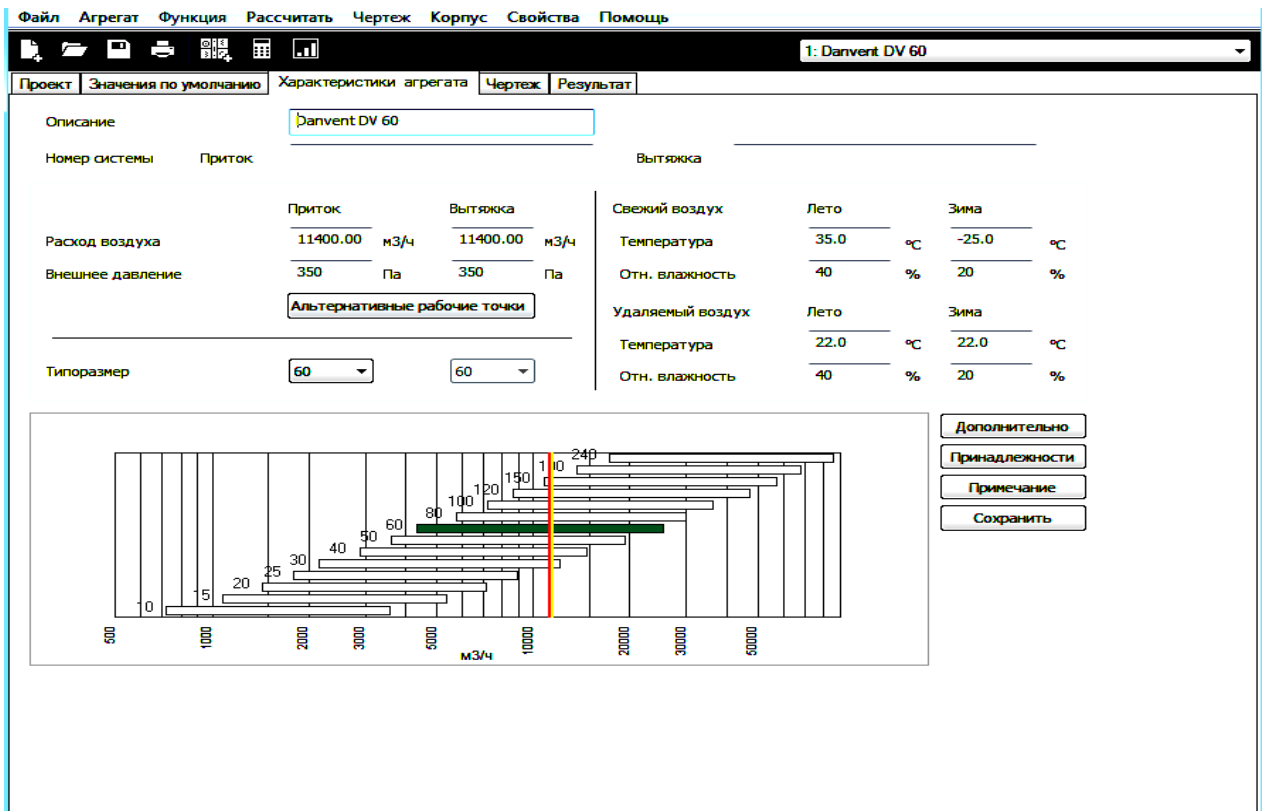 Файл Агрегат Функция Рассчитать Чертеж Корпус Свойства Помощь
1: Danvent DV 60
Проект Значения по умолчанию Характеристики агрегата Чертеж Результат
Описание Danvent DV 60
Номер системы Приток Вытяжка
Приток Вытяжка Свежий воздух Лето Зима
Расход воздуха 11400.00 м3/ч 11400.00 м3/ч Температура 35.0 °C -25.0 °C
Внешнее давление 350 Па 350 Па Отн. влажность 40 % 20 %
Альтернативные рабочие точки Удаляемый воздух Лето Зима
Температура 22.0 °C 22.0 °C
Типоразмер 60 60 Отн. влажность 40 % 20 %
Дополнительно
Принадлежности
Примечание
Сохранить
240
150
120
100
80
60
50
40
30
25
20
15
10
500 1000 2000 3000 5000 10000 20000 30000 50000
м3/ч